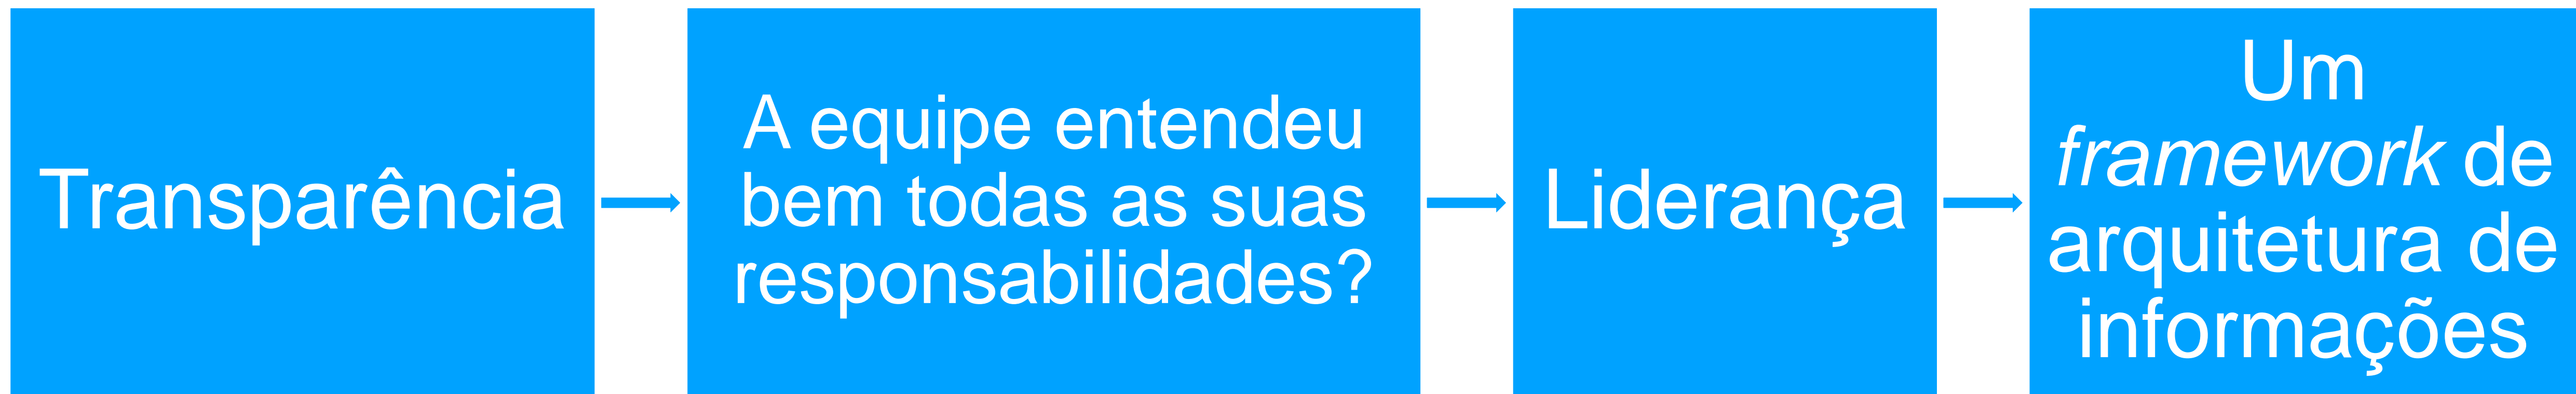 Transparência
A equipe entendeu
bem todas as suas
responsabilidades?
Liderança
Um
framework de
arquitetura de
informações